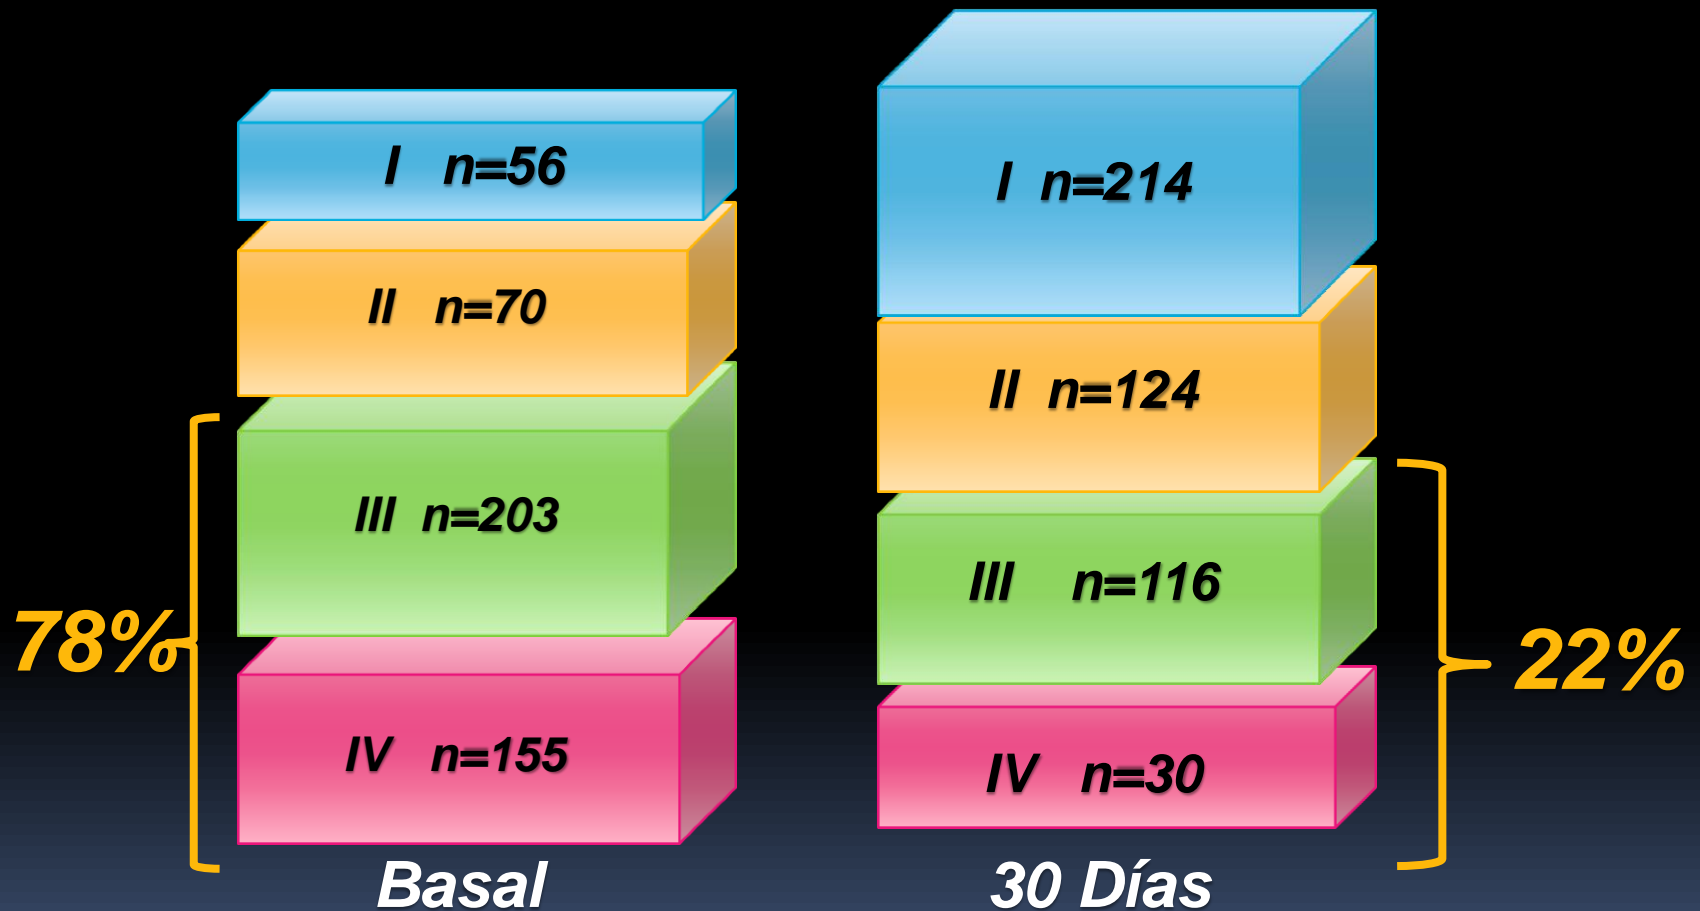 I n=56
II n=70
III n=203
IV n=155
78%
Basal
I n=214
II n=124
III n=116
IV n=30
22%
30 Días